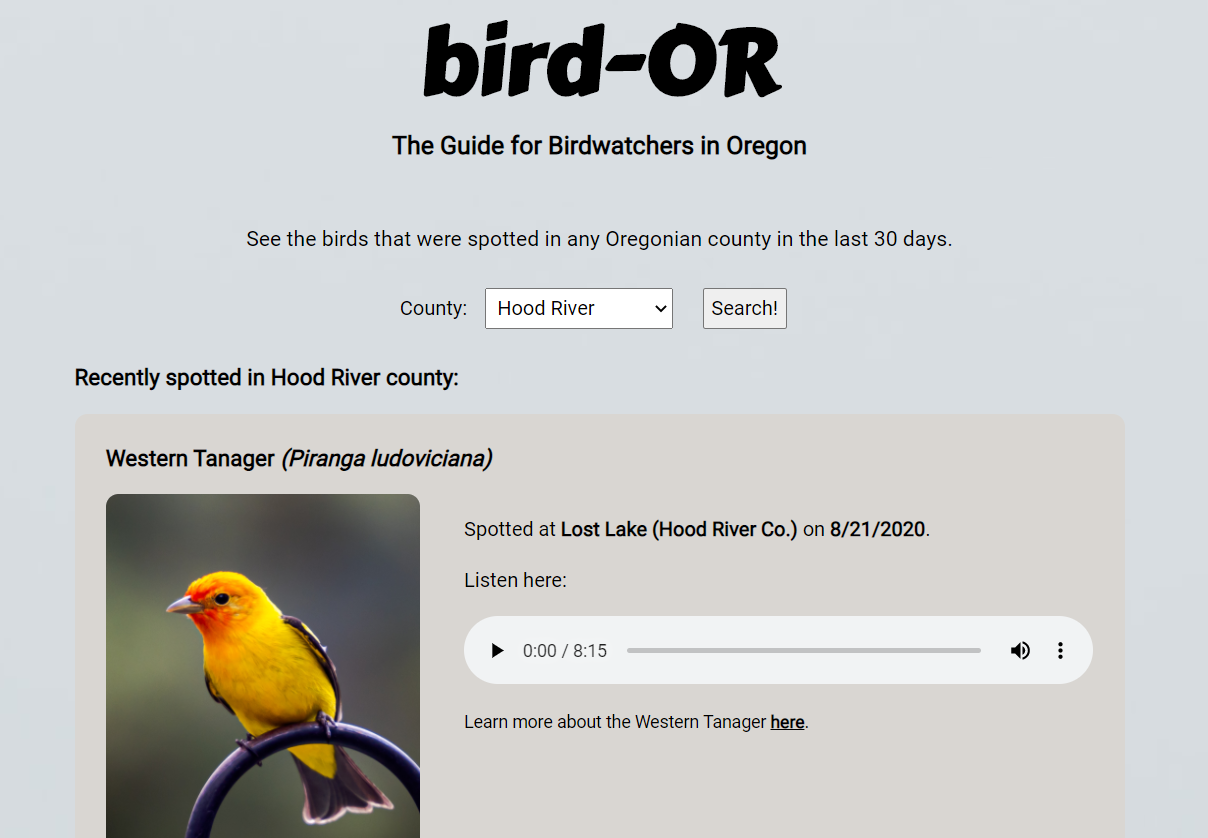 bird-OR
The Guide for Birdwatchers in Oregon
See the birds that were spotted in any Oregonian county in the last 30 days.
County: Hood River Search!
Recently spotted in Hood River county:
Western Tanager (Piranga ludoviciana)
Spotted at Lost Lake (Hood River Co.) on 8/21/2020.
Listen here:
0:00 / 8:15
Learn more about the Western Tanager here.